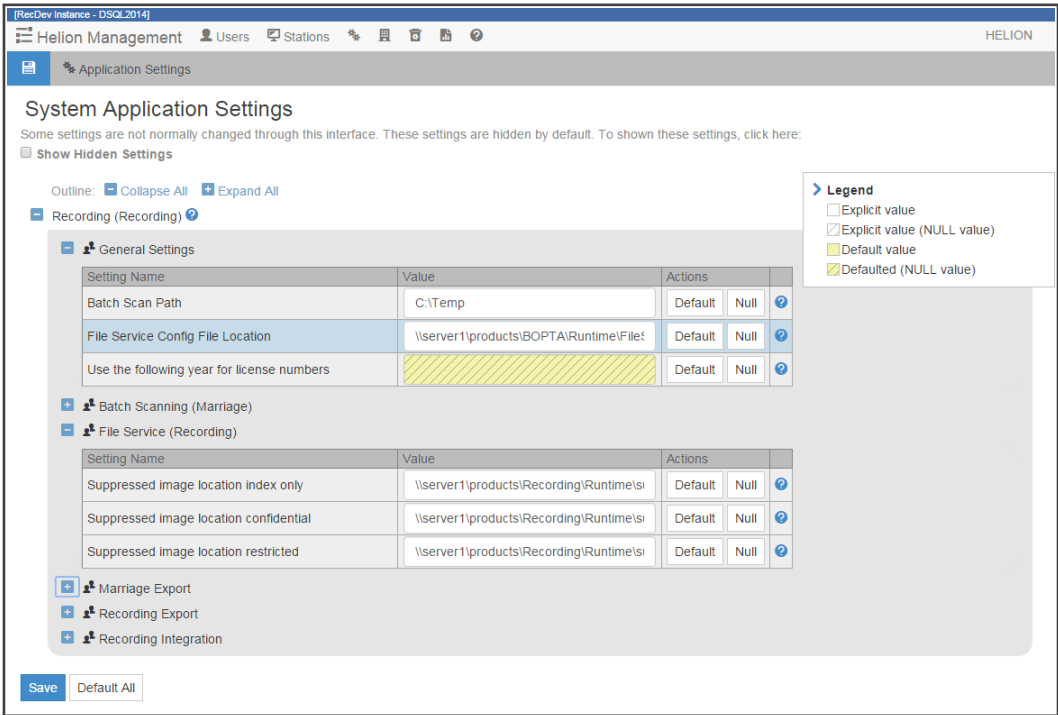 [RecDev Instance - DSQL2014]
Helion Management Users Stations HELION
Application Settings
System Application Settings
Some settings are not normally changed through this interface. These settings are hidden by default. To shown these settings, click here:
Show Hidden Settings
Outline: Collapse All Expand All
Legend
Explicit value
Explicit value (NULL value)
Default value
Defaulted (NULL value)
Recording (Recording)
General Settings
Setting Name Value Actions
Batch Scan Path C:\Temp Default Null
File Service Config File Location \\server1\products\BOPTA\Runtime\FileS Default Null
Use the following year for license numbers Default Null
Batch Scanning (Marriage)
File Service (Recording)
Setting Name Value Actions
Suppressed image location index only \\server1\products\Recording\Runtime\su Default Null
Suppressed image location confidential \\server1\products\Recording\Runtime\su Default Null
Suppressed image location restricted \\server1\products\Recording\Runtime\su Default Null
Marriage Export
Recording Export
Recording Integration
Save Default All